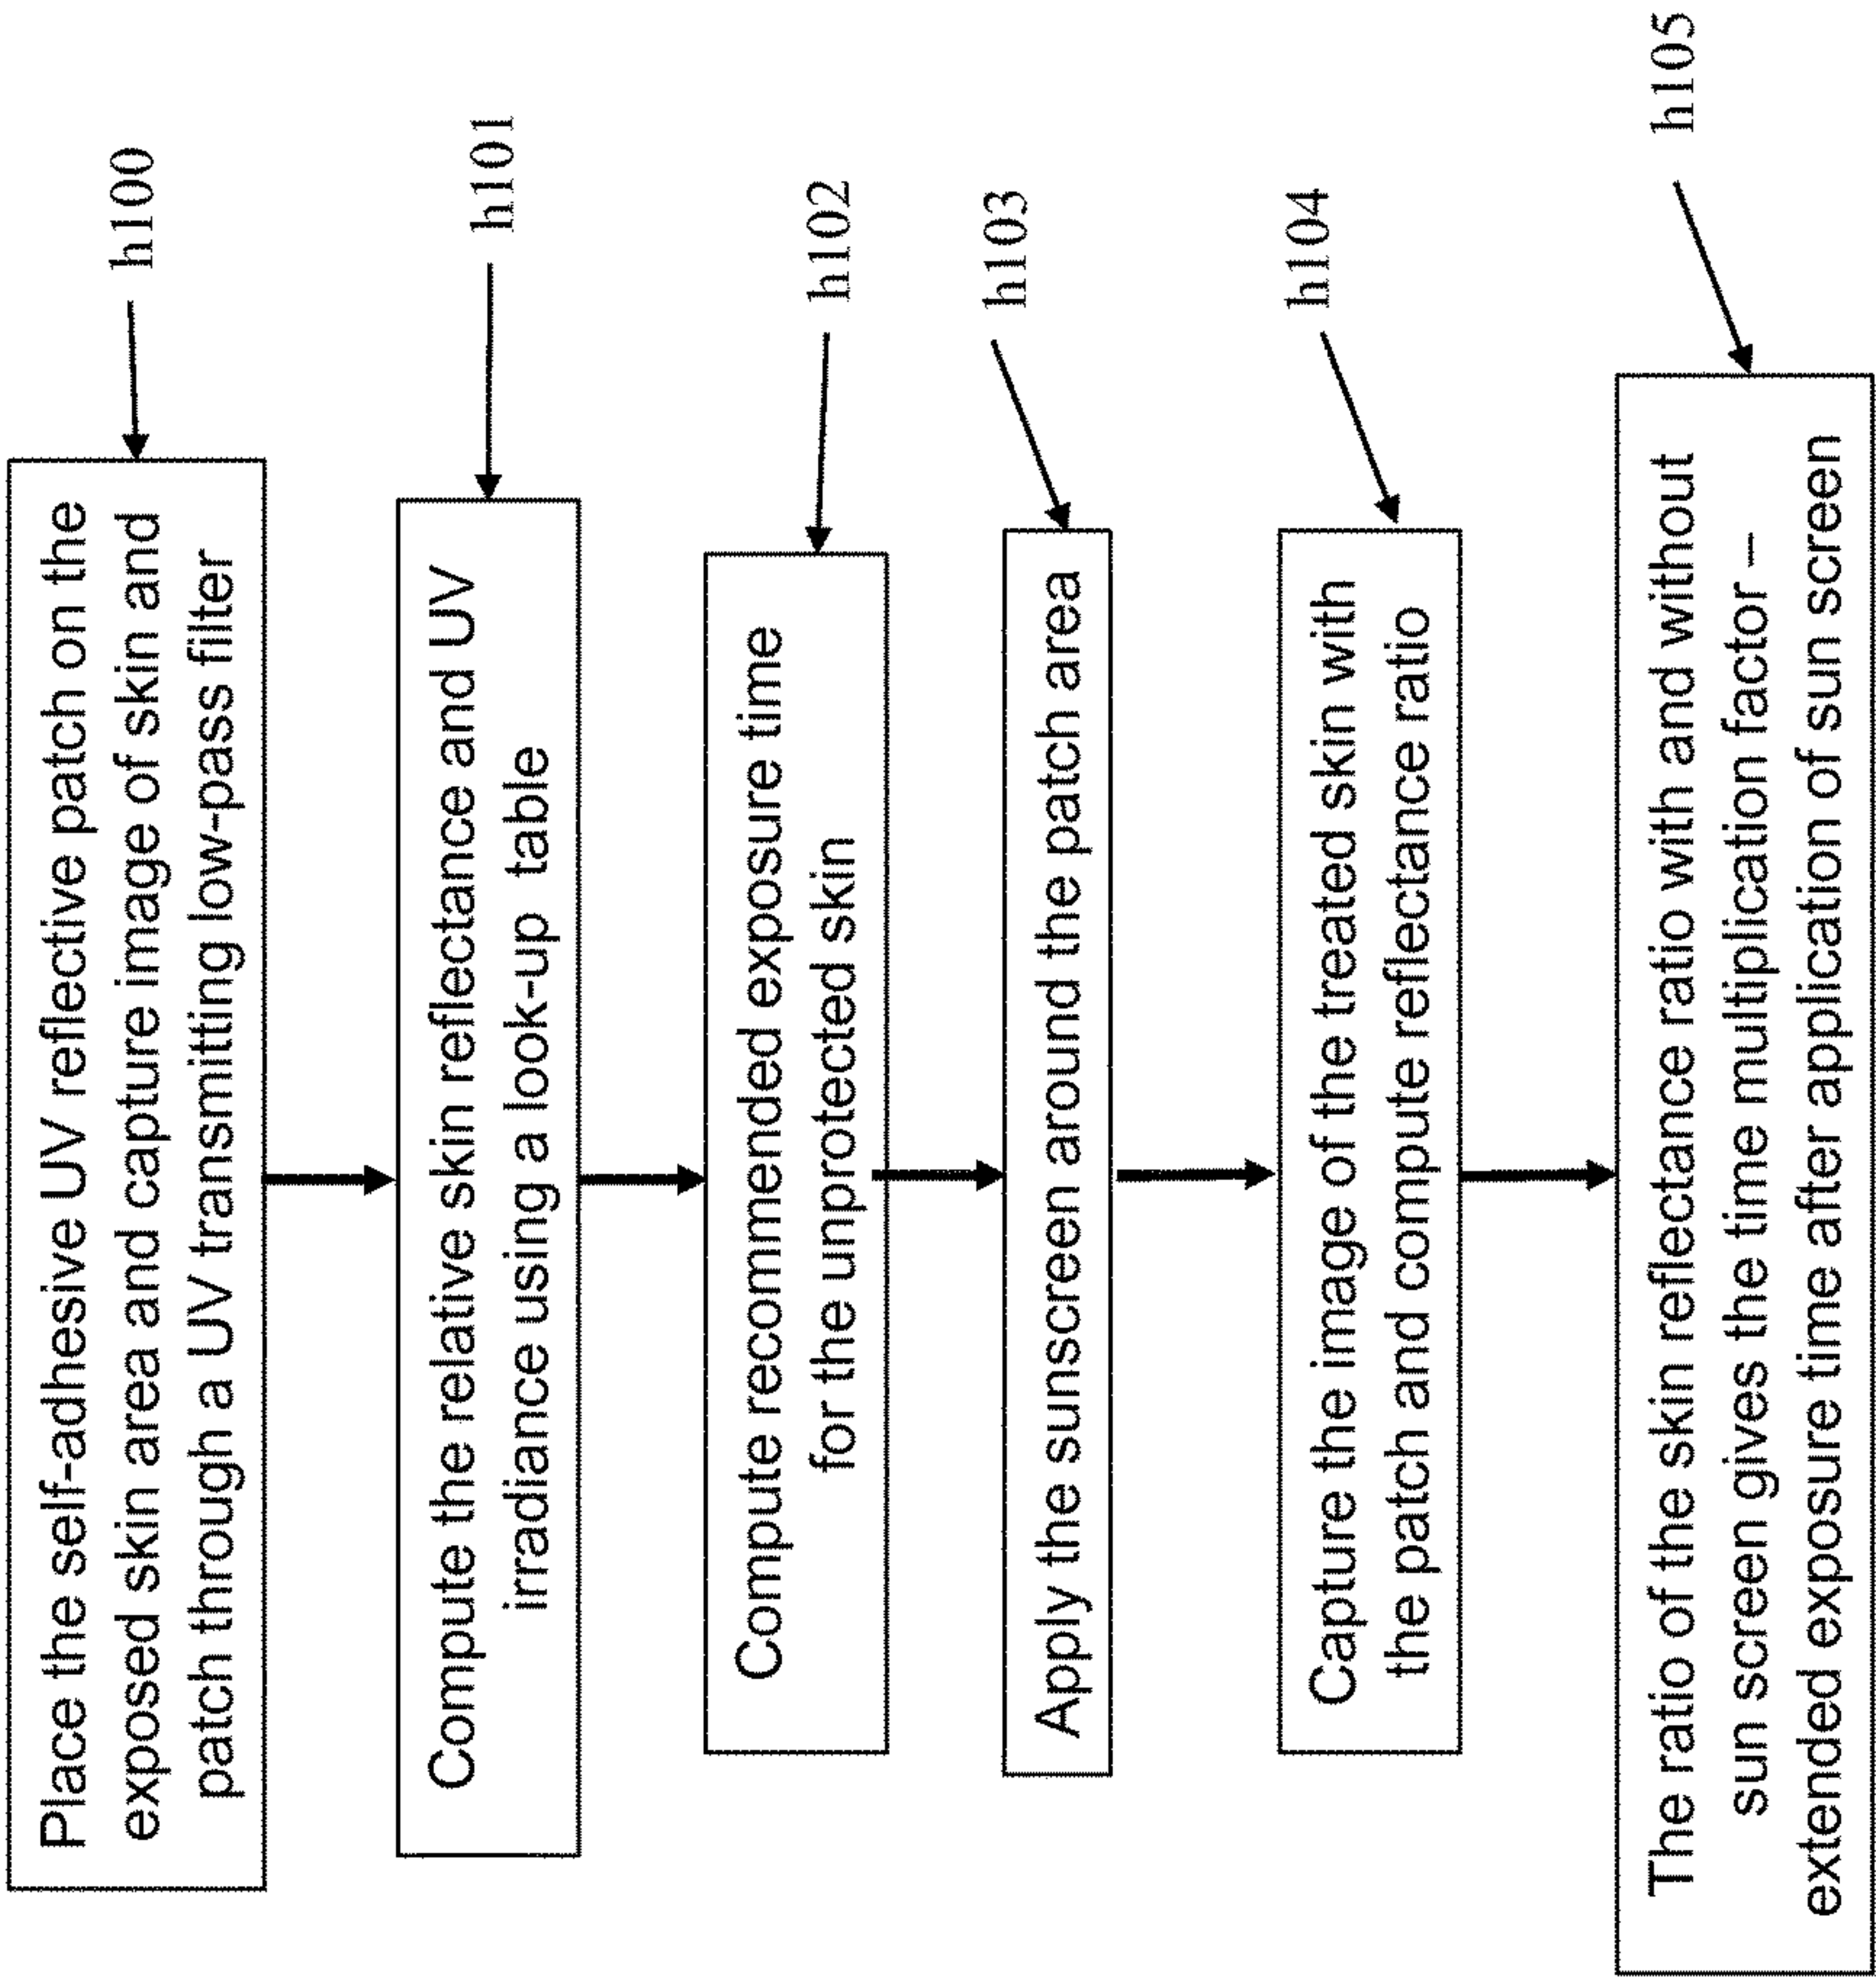 Place the self-adhesive UV reflective patch on the
exposed skin area and capture image of skin and
patch through a UV transmitting low-pass filter
h100
Compute the relative skin reflectance and UV
irradiance using a look-up table
h101
Compute recommended exposure time
for the unprotected skin
h102
Apply the sunscreen around the patch area
h103
Capture the image of the treated skin with
the patch and compute reflectance ratio
h104
The ratio of the skin reflectance ratio with and without
sun screen gives the time multiplication factor –
extended exposure time after application of sun screen
h105